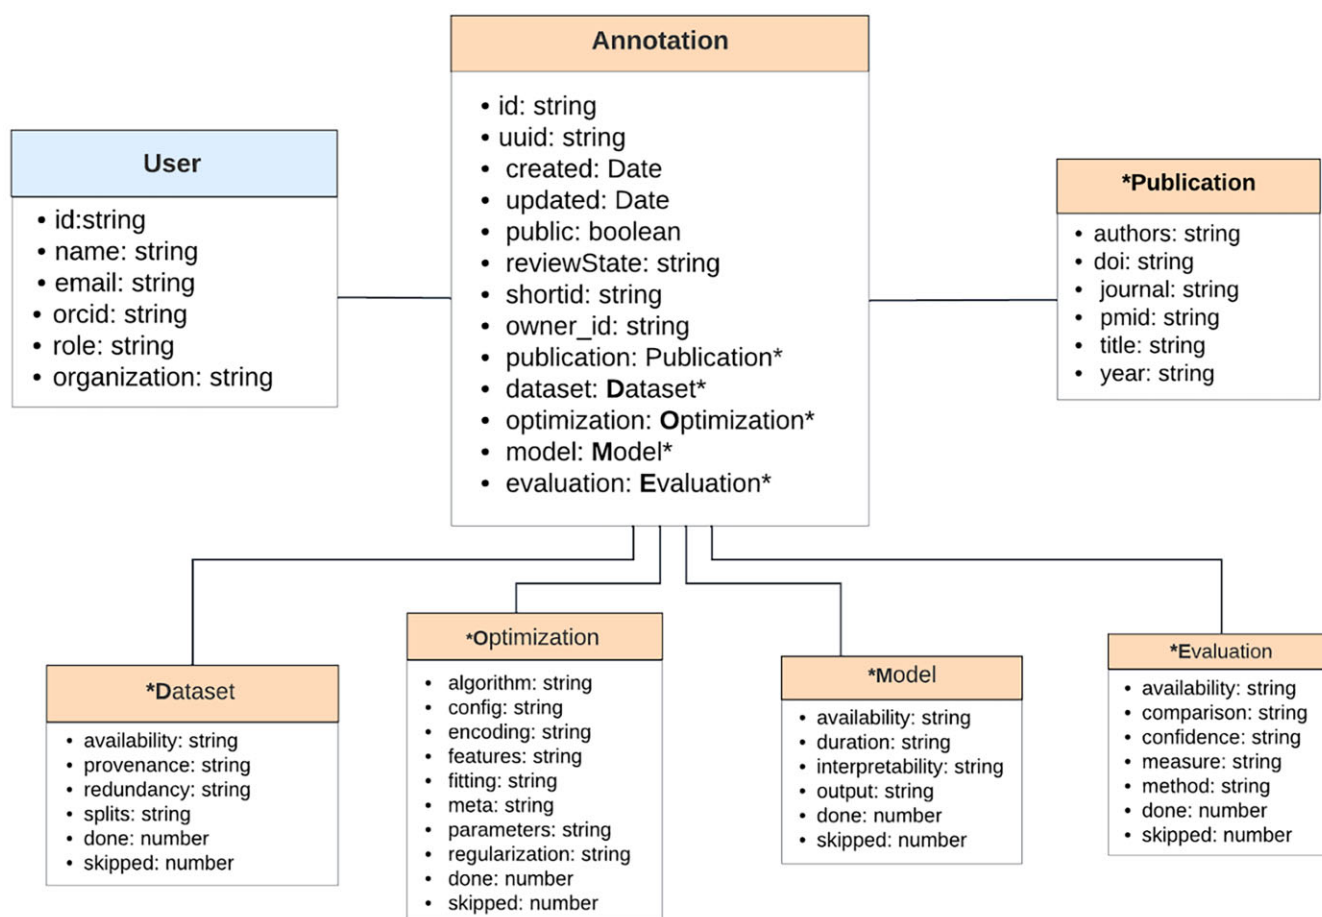 Annotation
• id: string
• uuid: string
• created: Date
• updated: Date
• public: boolean
• reviewState: string
• shortid: string
• owner_id: string
• publication: Publication*
• dataset: Dataset*
• optimization: Optimization*
• model: Model*
• evaluation: Evaluation*
User
• id:string
• name: string
• email: string
• orcid: string
• role: string
• organization: string
*Publication
• authors: string
• doi: string
• journal: string
• pmid: string
• title: string
• year: string
*Dataset
• availability: string
• provenance: string
• redundancy: string
• splits: string
• done: number
• skipped: number
*Optimization
• algorithm: string
• config: string
• encoding: string
• features: string
• fitting: string
• meta: string
• parameters: string
• regularization: string
• done: number
• skipped: number
*Model
• availability: string
• duration: string
• interpretability: string
• output: string
• done: number
• skipped: number
*Evaluation
• availability: string
• comparison: string
• confidence: string
• measure: string
• method: string
• done: number
• skipped: number